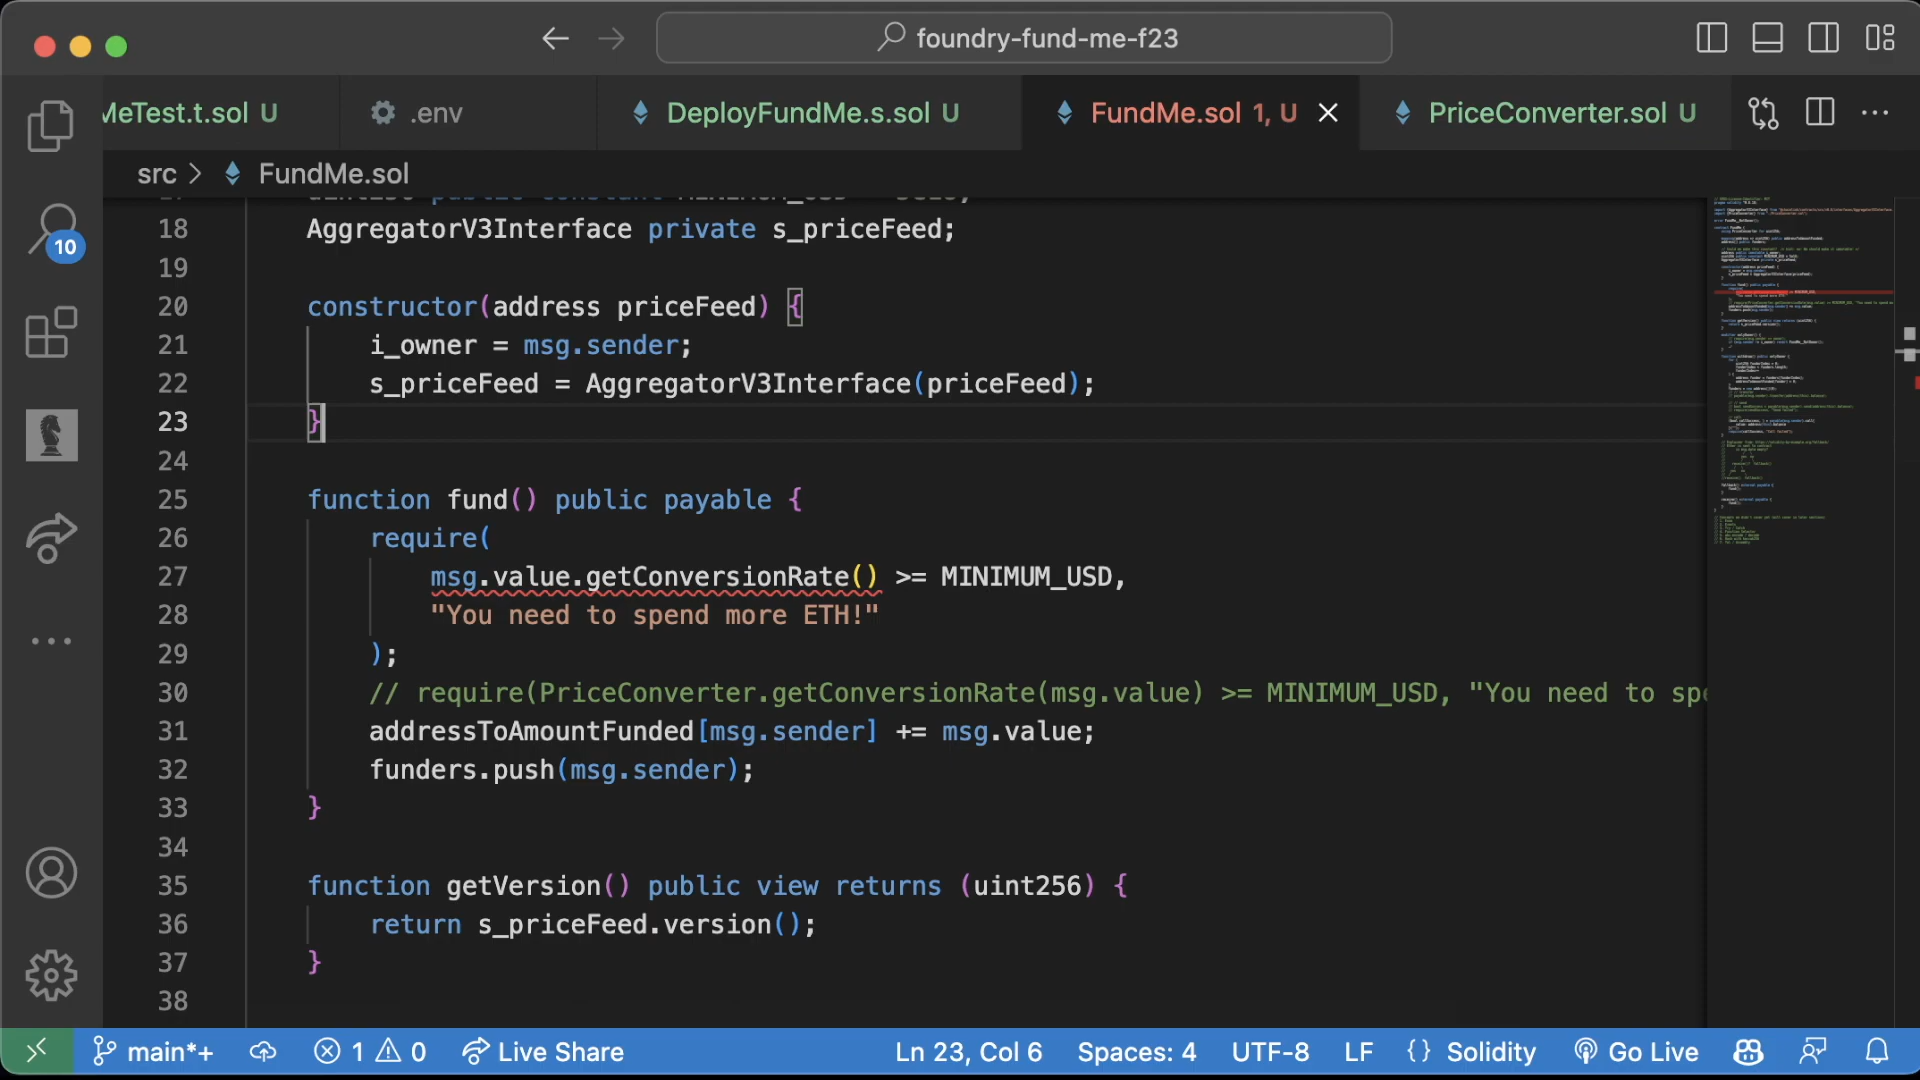 foundry-fund-me-f23
MeTest.t.sol U
.env
DeployFundMe.s.sol U
FundMe.sol 1, U
PriceConverter.sol U
src > FundMe.sol
10
18 AggregatorV3Interface private s_priceFeed;
19
20 constructor(address priceFeed) {
21 i_owner = msg.sender;
22 s_priceFeed = AggregatorV3Interface(priceFeed);
23 }
24
25 function fund() public payable {
26 require(
27 msg.value.getConversionRate() >= MINIMUM_USD,
28 "You need to spend more ETH!"
29 );
30 // require(PriceConverter.getConversionRate(msg.value) >= MINIMUM_USD, "You need to spe
31 addressToAmountFunded[msg.sender] += msg.value;
32 funders.push(msg.sender);
33 }
34
35 function getVersion() public view returns (uint256) {
36 return s_priceFeed.version();
37 }
38
main*+ 1 0 Live Share Ln 23, Col 6 Spaces: 4 UTF-8 LF {} Solidity Go Live